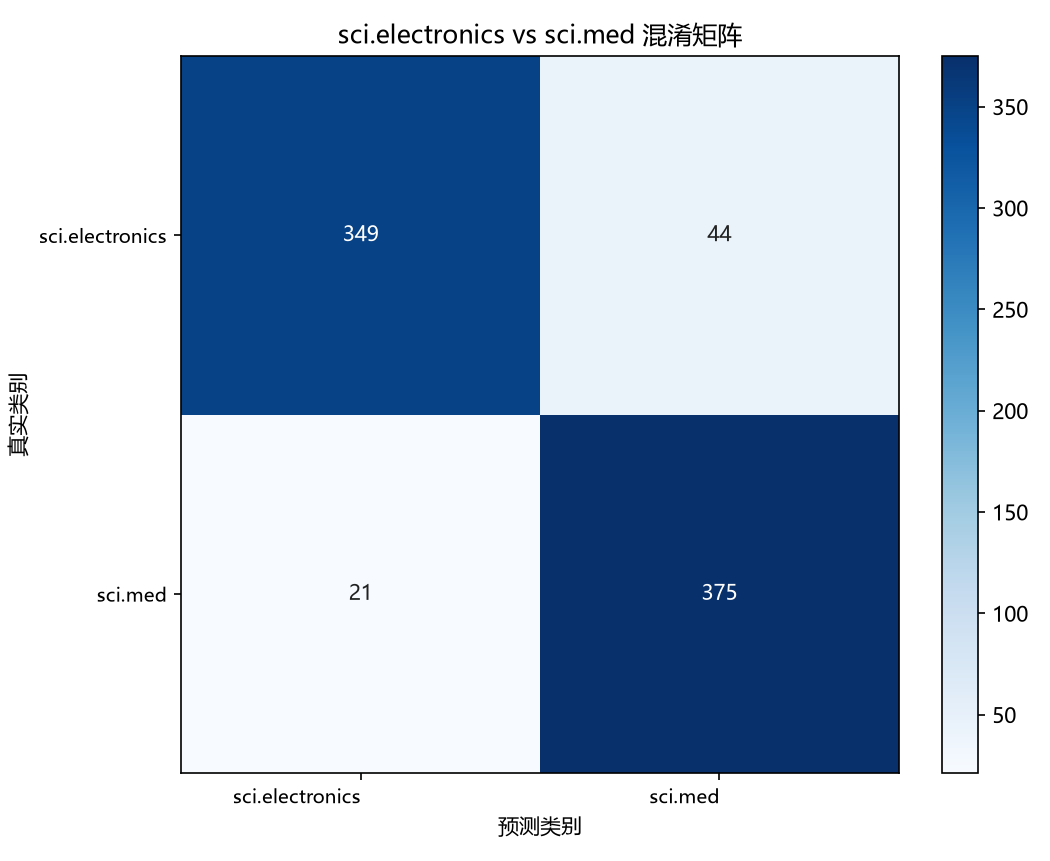 sci.electronics vs sci.med 混淆矩阵
真实类别
sci.electronics
349
44
sci.med
21
375
sci.electronics
sci.med
预测类别
350
300
250
200
150
100
50